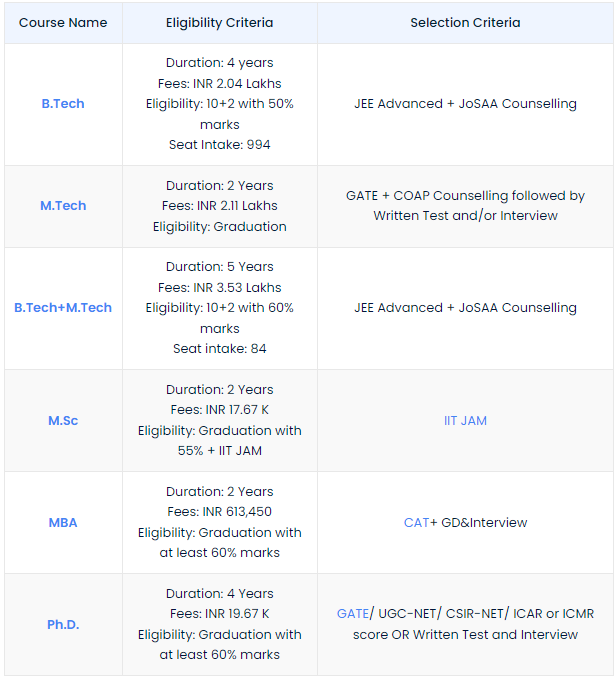 Course Name
Eligibility Criteria
Selection Criteria
B.Tech
Duration: 4 years
Fees: INR 2.04 Lakhs
Eligibility: 10+2 with 50%
marks
Seat Intake: 994
JEE Advanced + JoSAA Counselling
M.Tech
Duration: 2 Years
Fees: INR 2.11 Lakhs
Eligibility: Graduation
GATE + COAP Counselling followed by
Written Test and/or Interview
B.Tech+M.Tech
Duration: 5 Years
Fees: INR 3.53 Lakhs
Eligibility: 10+2 with 60%
marks
Seat intake: 84
JEE Advanced + JoSAA Counselling
M.Sc
Duration: 2 Years
Fees: INR 17.67 K
Eligibility: Graduation with
55% + IIT JAM
IIT JAM
MBA
Duration: 2 Years
Fees: INR 613,450
Eligibility: Graduation with
at least 60% marks
CAT+ GD&Interview
Ph.D.
Duration: 4 Years
Fees: INR 19.67 K
Eligibility: Graduation with
at least 60% marks
GATE/ UGC-NET/ CSIR-NET/ ICAR or ICMR
score OR Written Test and Interview